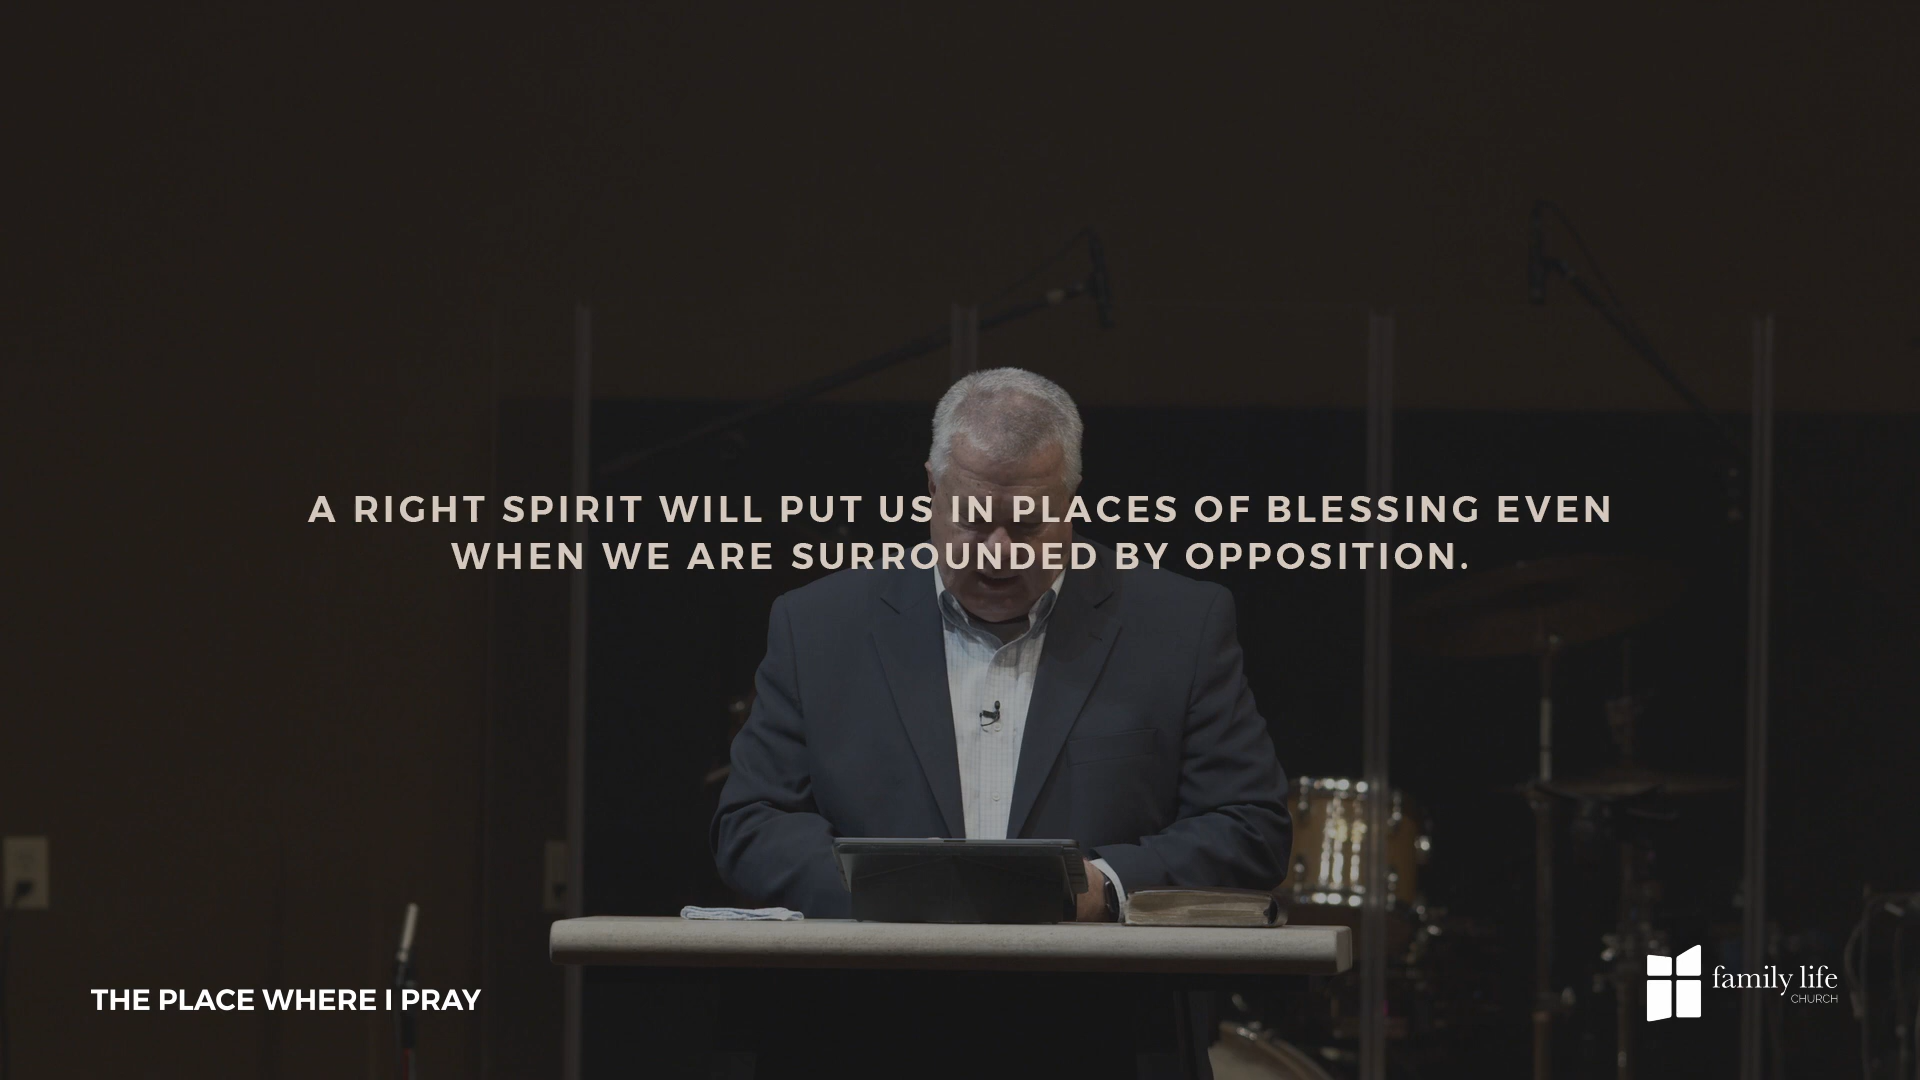 A RIGHT SPIRIT WILL PUT US IN PLACES OF BLESSING EVEN
WHEN WE ARE SURROUNDED BY OPPOSITION.
THE PLACE WHERE I PRAY
family life
CHURCH